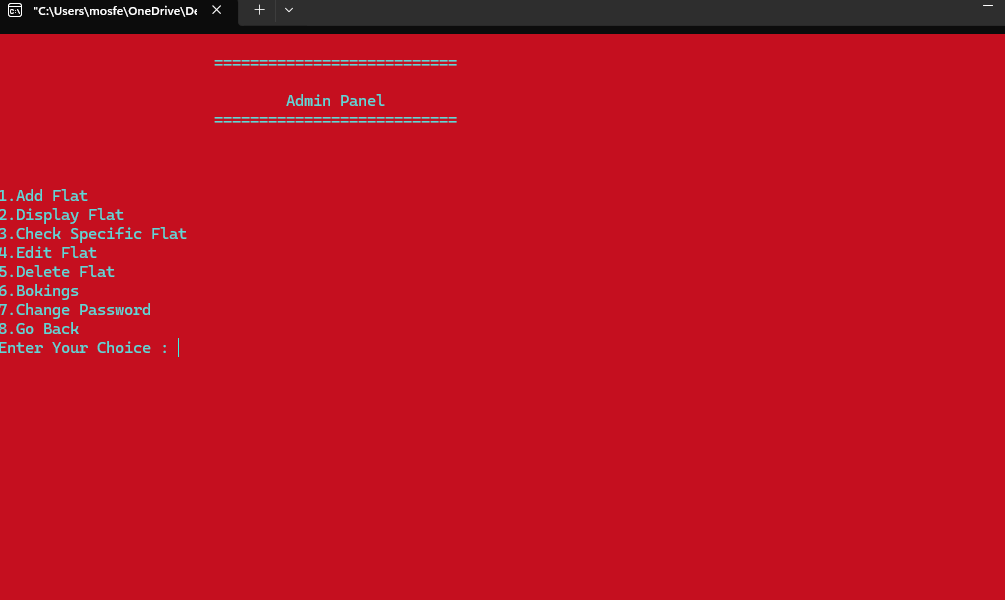 "C:\Users\mosfe\OneDrive\De
===========================
Admin Panel
===========================
1.Add Flat
2.Display Flat
3.Check Specific Flat
4.Edit Flat
5.Delete Flat
6.Bokings
7.Change Password
8.Go Back
Enter Your Choice :